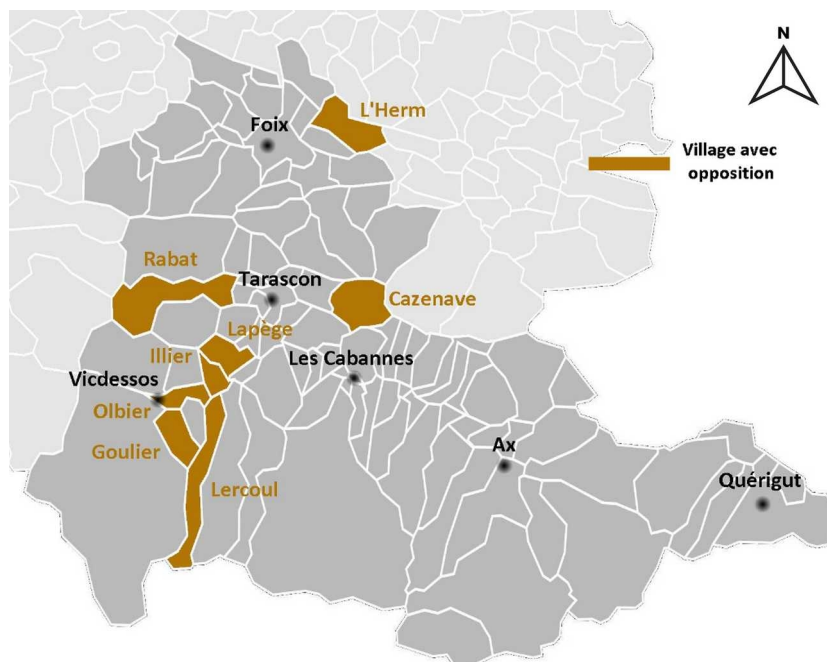 N
L'Herm
Foix
Village avec
opposition
Rabat
Tarascon
Cazenave
Lapège
Illier
Les Cabannes
Vicdessos
Olbier
Goulier
Ax
Lercoul
Quérigut